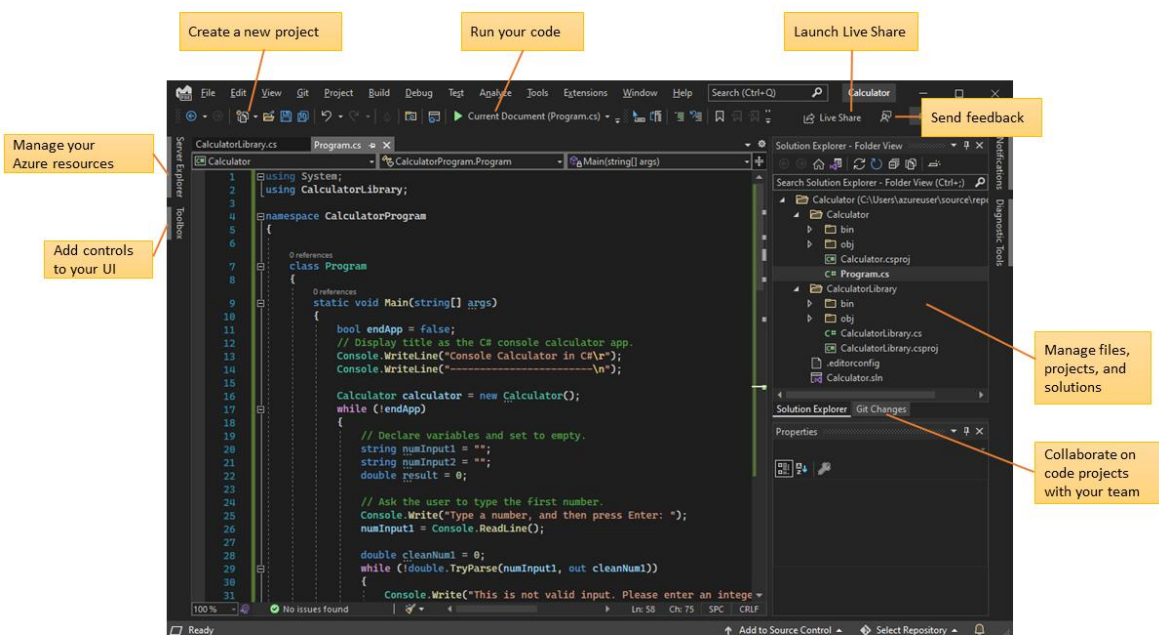 Create a new project
Run your code
Launch Live Share
File Edit View Git Project Build Debug Test Analyze Tools Extensions Window Help Search (Ctrl+Q) Calculator
Current Document (Program.cs)
Live Share
Send feedback
Manage your
Azure resources
Add controls
to your UI
Server Explorer
Toolbox
CalculatorLibrary.cs Program.cs
Calculator CalculatorProgram.Program Main(string[] args)
1 using System;
2 using CalculatorLibrary;
3
4 namespace CalculatorProgram
5 {
6
0 references
7 class Program
8 {
0 references
9 static void Main(string[] args)
10 {
11 bool endApp = false;
12 // Display title as the C# console calculator app.
13 Console.WriteLine("Console Calculator in C#\r");
14 Console.WriteLine("------------------------\n");
15
16 Calculator calculator = new Calculator();
17 while (!endApp)
18 {
19 // Declare variables and set to empty.
20 string numInput1 = "";
21 string numInput2 = "";
22 double result = 0;
23
24 // Ask the user to type the first number.
25 Console.Write("Type a number, and then press Enter: ");
26 numInput1 = Console.ReadLine();
27
28 double cleanNum1 = 0;
29 while (!double.TryParse(numInput1, out cleanNum1))
30 {
31 Console.Write("This is not valid input. Please enter an intege
100 % No issues found Ln: 58 Ch: 75 SPC CRLF
Solution Explorer - Folder View
Search Solution Explorer - Folder View (Ctrl+;)
Calculator (C:\Users\azureuser\source\repo
Calculator
bin
obj
Calculator.csproj
C# Program.cs
CalculatorLibrary
bin
obj
C# CalculatorLibrary.cs
CalculatorLibrary.csproj
.editorconfig
Calculator.sln
Solution Explorer Git Changes
Properties
Notifications
Diagnostic Tools
Manage files,
projects, and
solutions
Collaborate on
code projects
with your team
Ready Add to Source Control Select Repository